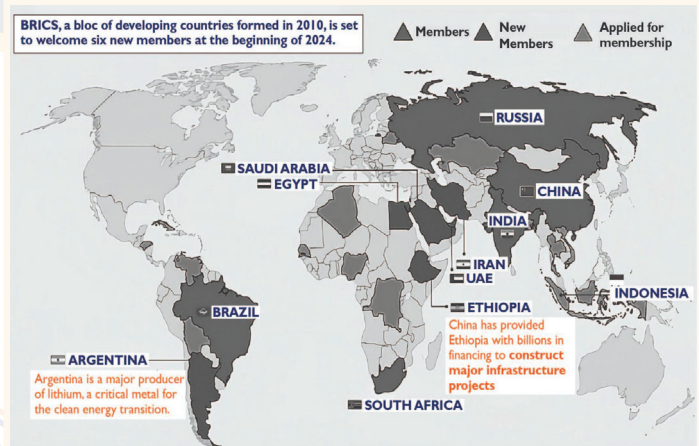 BRICS, a bloc of developing countries formed in 2010, is set
to welcome six new members at the beginning of 2024.
Members
New
Members
Applied for
membership
RUSSIA
SAUDI ARABIA
EGYPT
CHINA
INDIA
IRAN
UAE
INDONESIA
BRAZIL
ETHIOPIA
China has provided
Ethiopia with billions in
financing to construct
major infrastructure
projects
ARGENTINA
Argentina is a major producer
of lithium, a critical metal for
the clean energy transition.
SOUTH AFRICA